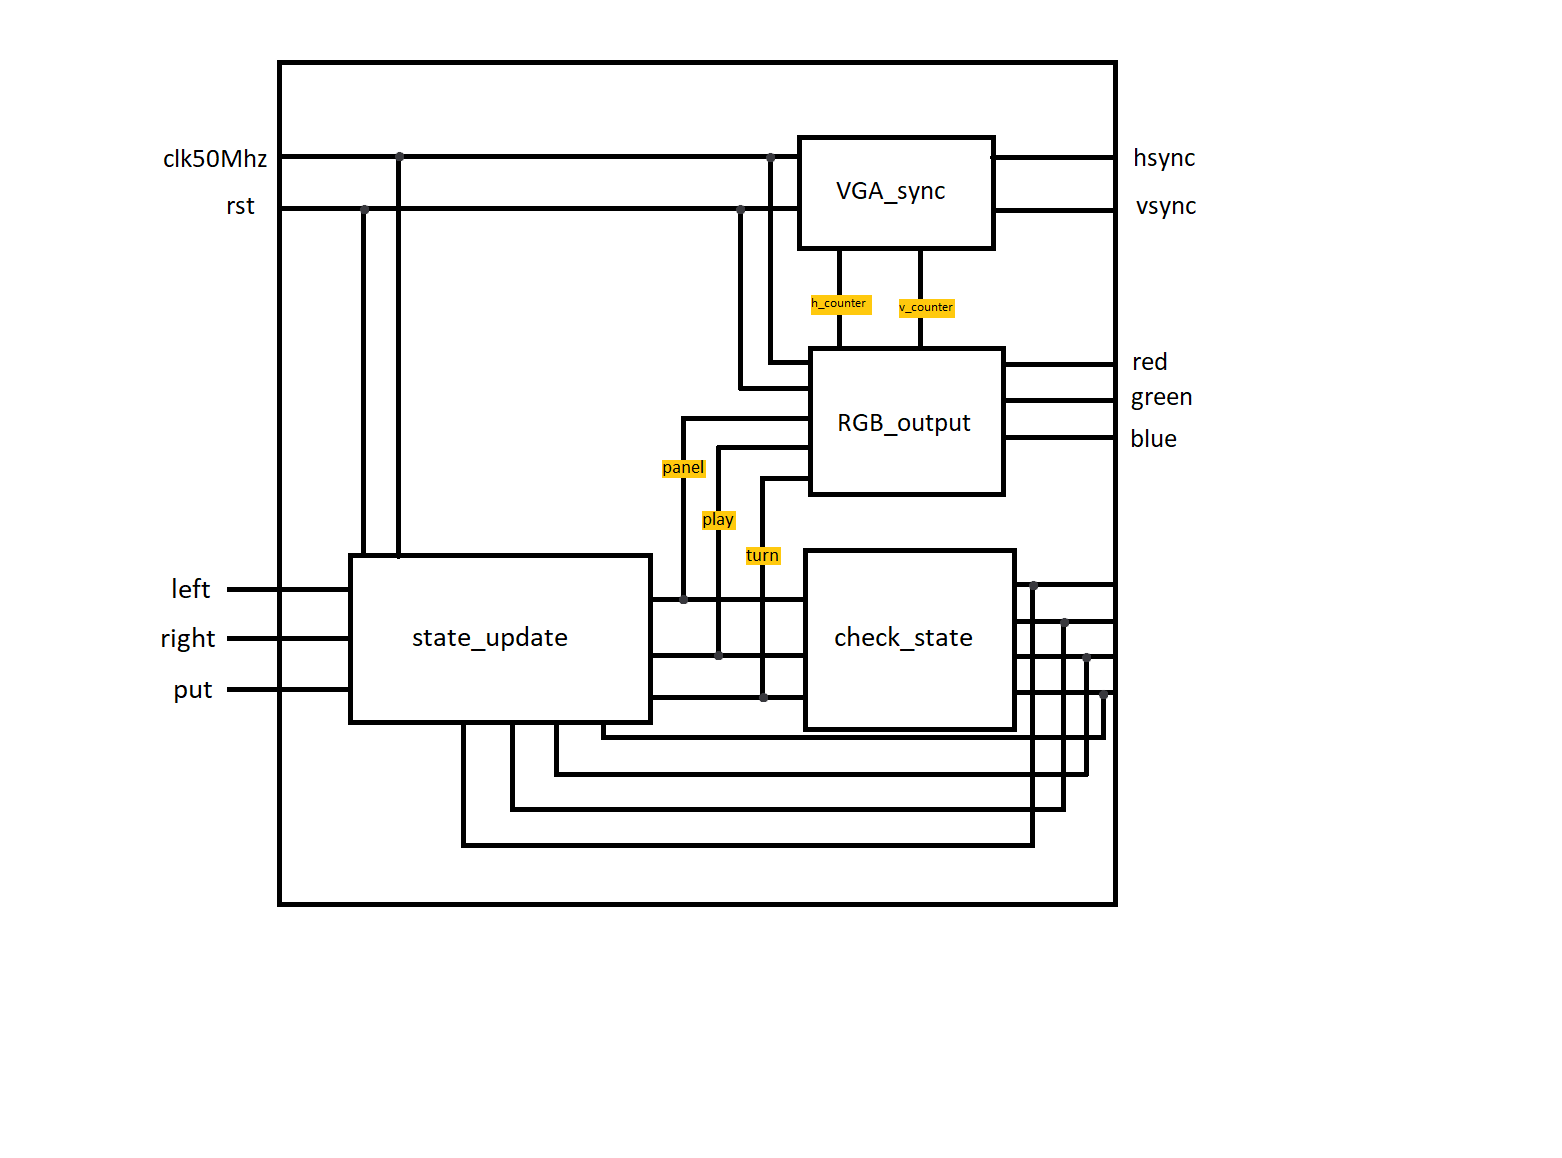 clk50Mhz
rst
VGA_sync
hsync
vsync
h_counter
v_counter
red
green
blue
RGB_output
panel
play
turn
left
right
put
state_update
check_state